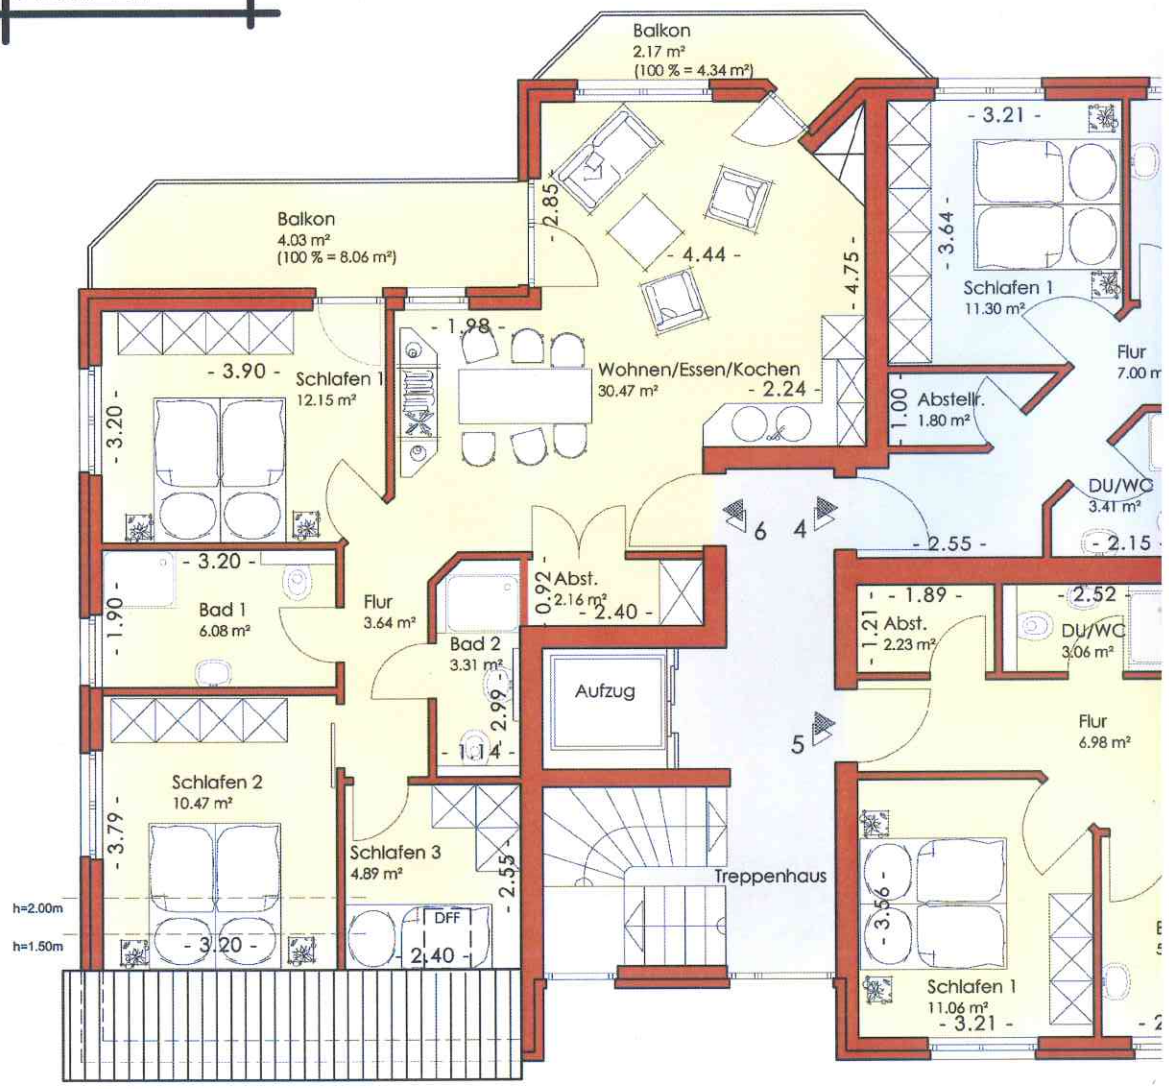 Balkon
2.17 m²
(100 % = 4.34 m²)
- 3.21 -
- 2.85 -
Balkon
4.03 m²
(100 % = 8.06 m²)
- 4.44 -
- 4.75 -
- 3.64 -
Schlafen 1
11.30 m²
- 1.98 -
Flur
7.00 m
- 3.90 -
Schlafen 1
12.15 m²
- 3.20 -
Wohnen/Essen/Kochen
30.47 m²
- 2.24 -
- 1.00
Abstellr.
1.80 m²
DU/WC
3.41 m²
6
4
- 2.55 -
- 2.15 -
- 3.20 -
- 1.90 -
Bad 1
6.08 m²
Flur
3.64 m²
0.92 -
Abst.
2.16 m²
- 2.40 -
- 1.89 -
- 1.21 -
Abst.
2.23 m²
- 2.52 -
DU/WC
3.06 m²
Bad 2
3.31 m²
- 2.99 -
- 1.14 -
Aufzug
5
Flur
6.98 m²
Schlafen 2
10.47 m²
- 3.79 -
Schlafen 3
4.89 m²
- 2.55 -
Treppenhaus
h=2.00m
h=1.50m
DFF
- 3.20 -
- 2.40 -
- 3.56 -
Schlafen 1
11.06 m²
- 3.21 -
- 2